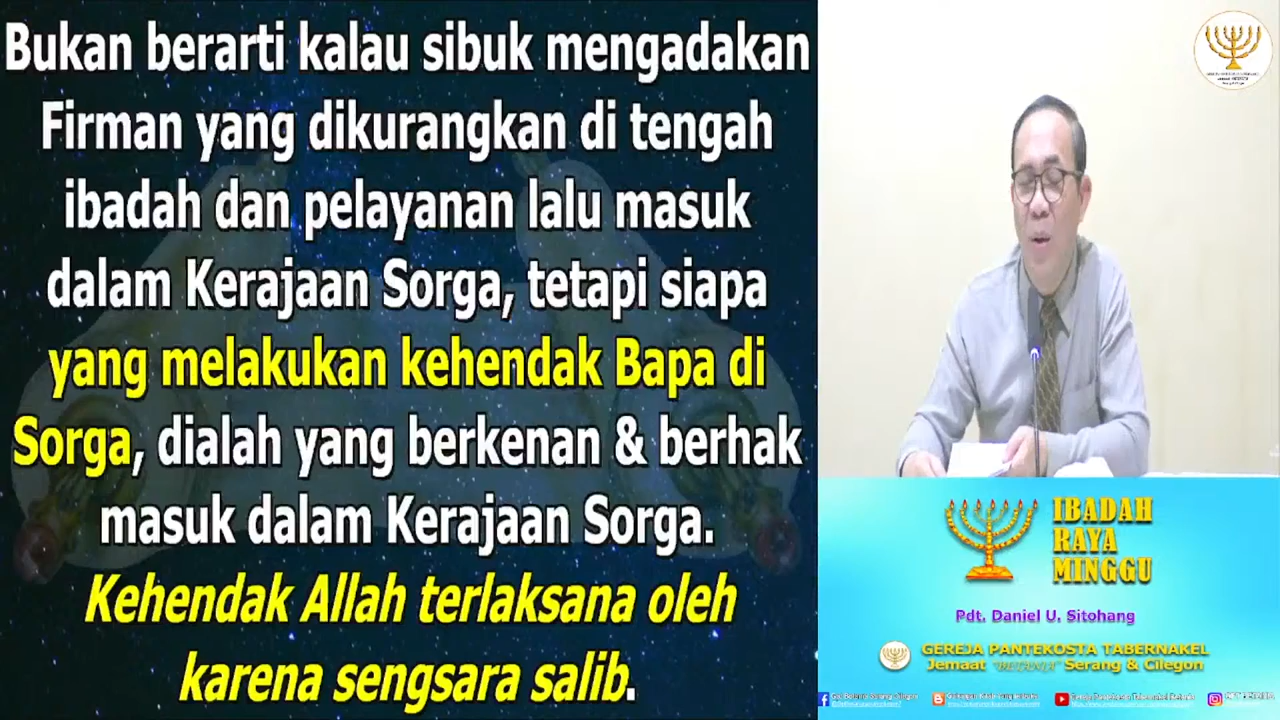 Bukan berarti kalau sibuk mengadakan
Firman yang dikurangkan di tengah
ibadah dan pelayanan lalu masuk
dalam Kerajaan Sorga, tetapi siapa
yang melakukan kehendak Bapa di
Sorga, dialah yang berkenan & berhak
masuk dalam Kerajaan Sorga.
Kehendak Allah terlaksana oleh
karena sengsara salib.
IBADAH
RAYA
MINGGU
Pdt. Daniel U. Sitohang
GEREJA PANTEKOSTA TABERNAKEL
Jemaat "BETANIA" Serang & Cilegon